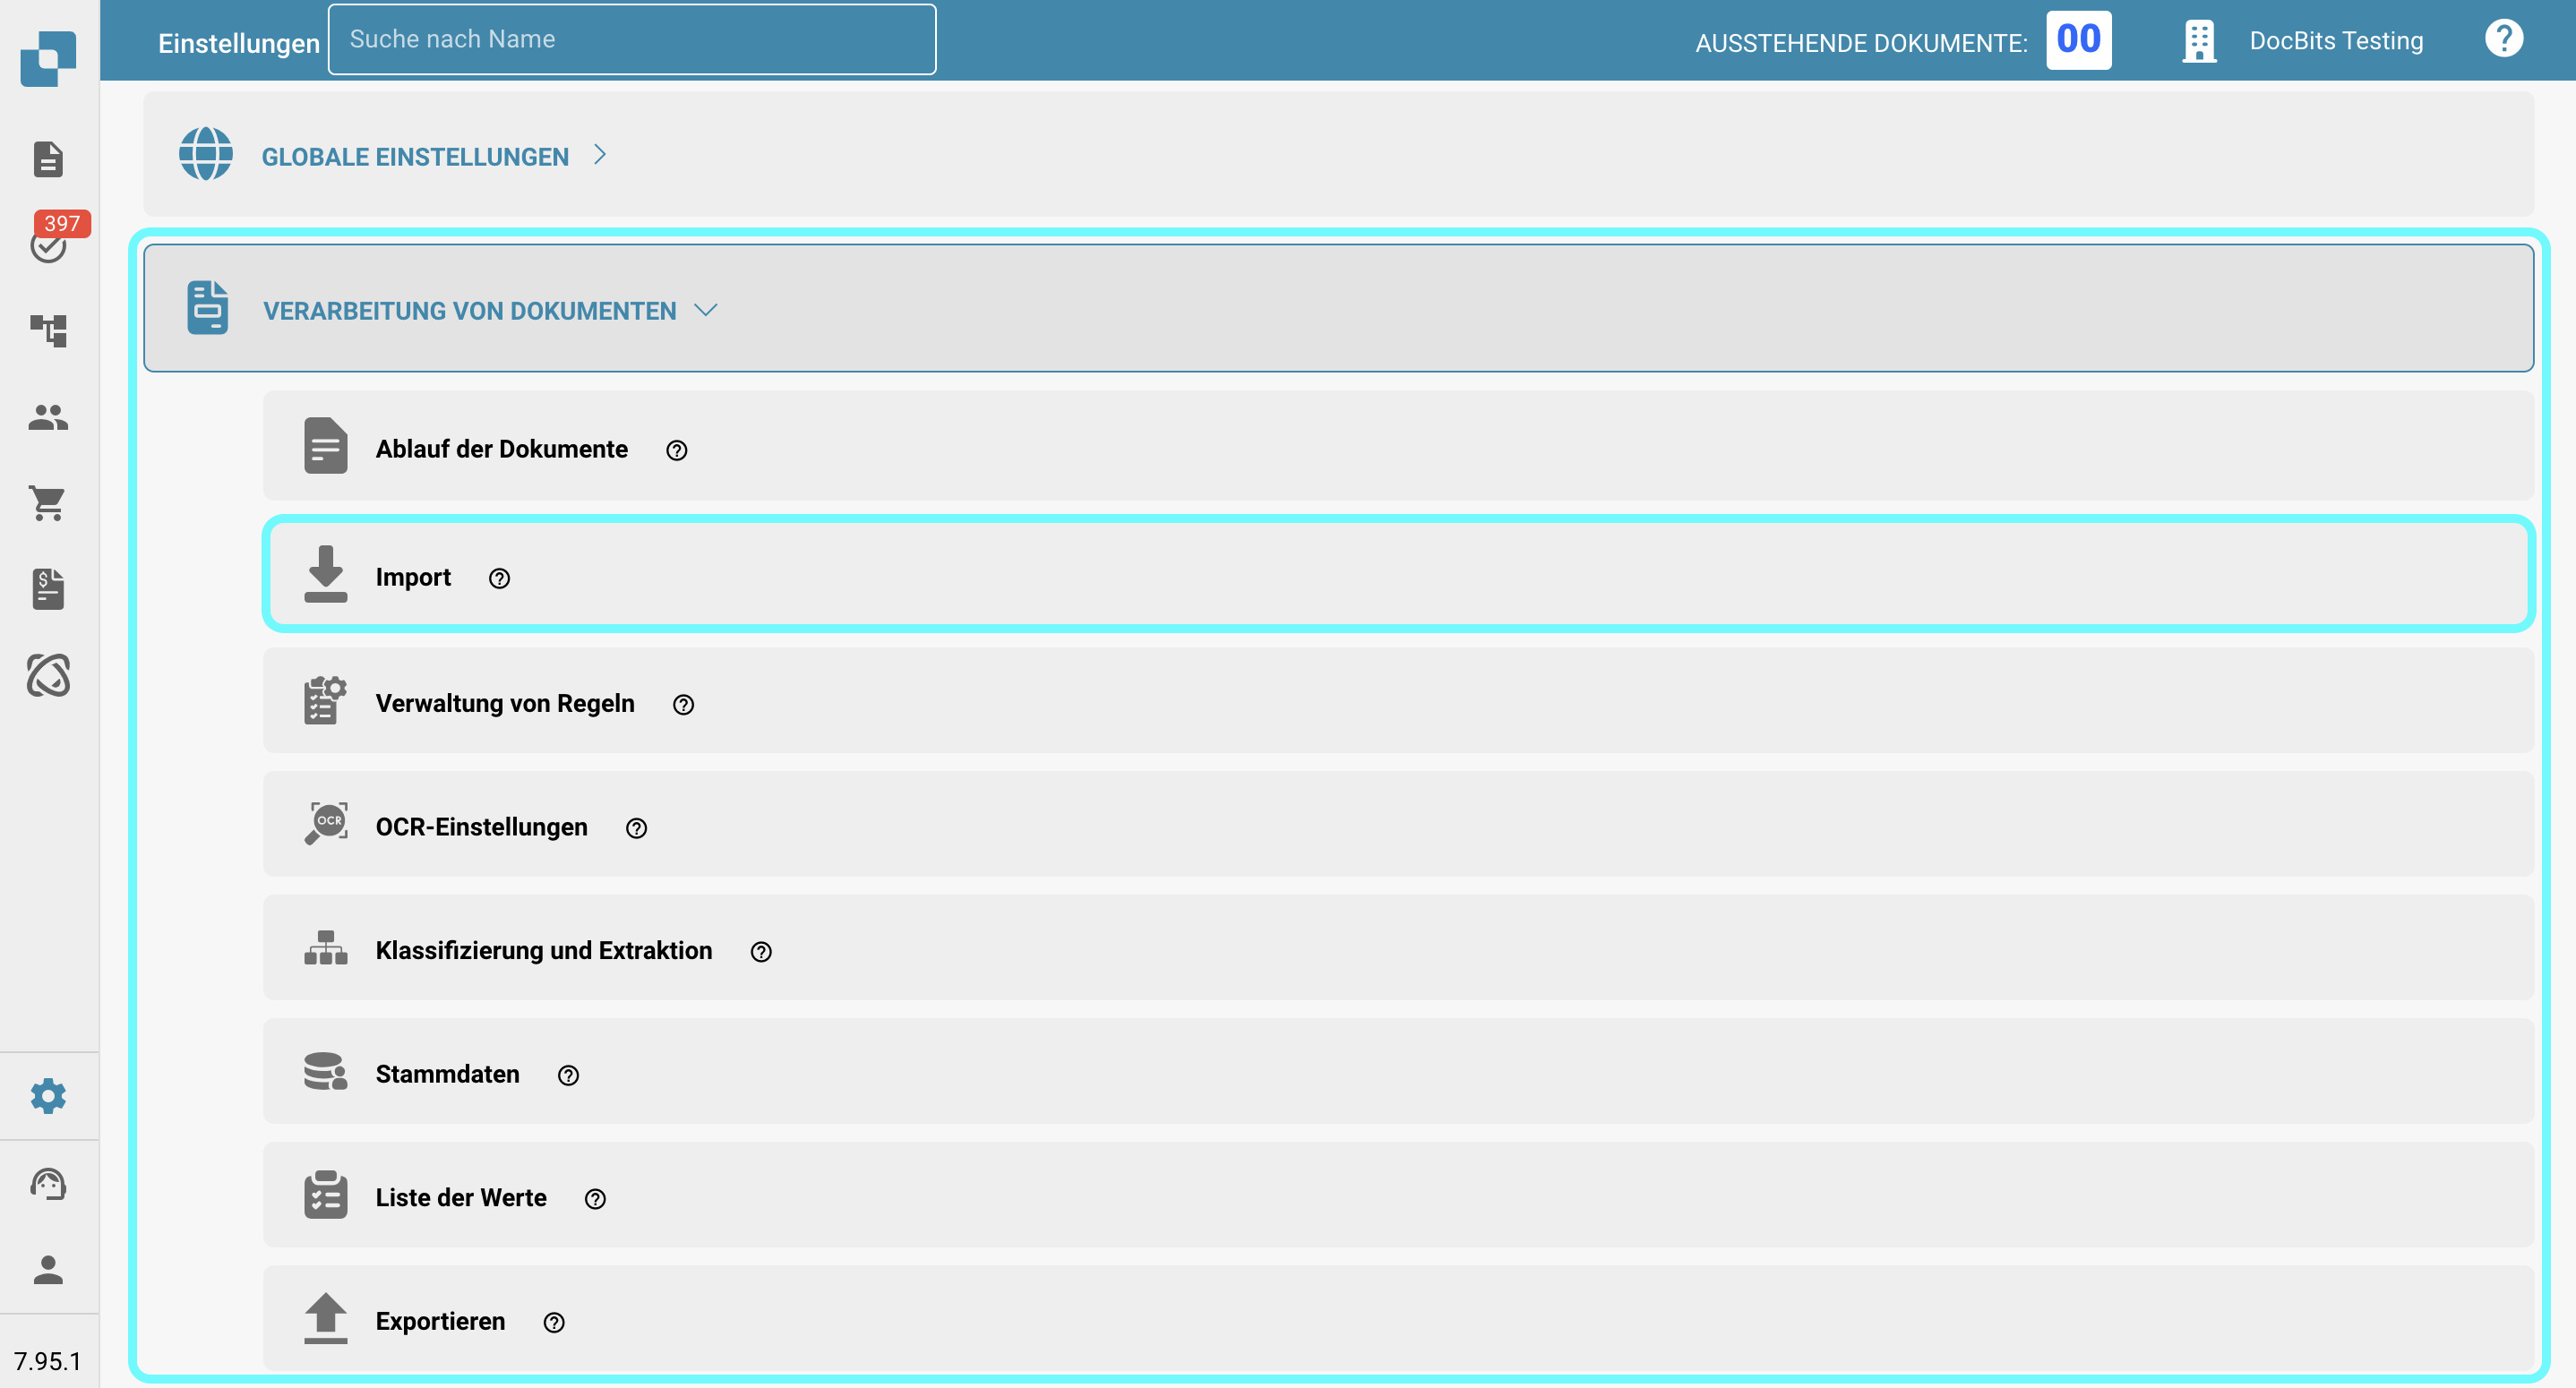 Einstellungen
Suche nach Name
AUSSTEHENDE DOKUMENTE: 00
DocBits Testing
397
GLOBALE EINSTELLUNGEN
VERARBEITUNG VON DOKUMENTEN
Ablauf der Dokumente
Import
Verwaltung von Regeln
OCR
OCR-Einstellungen
Klassifizierung und Extraktion
Stammdaten
Liste der Werte
Exportieren
7.95.1